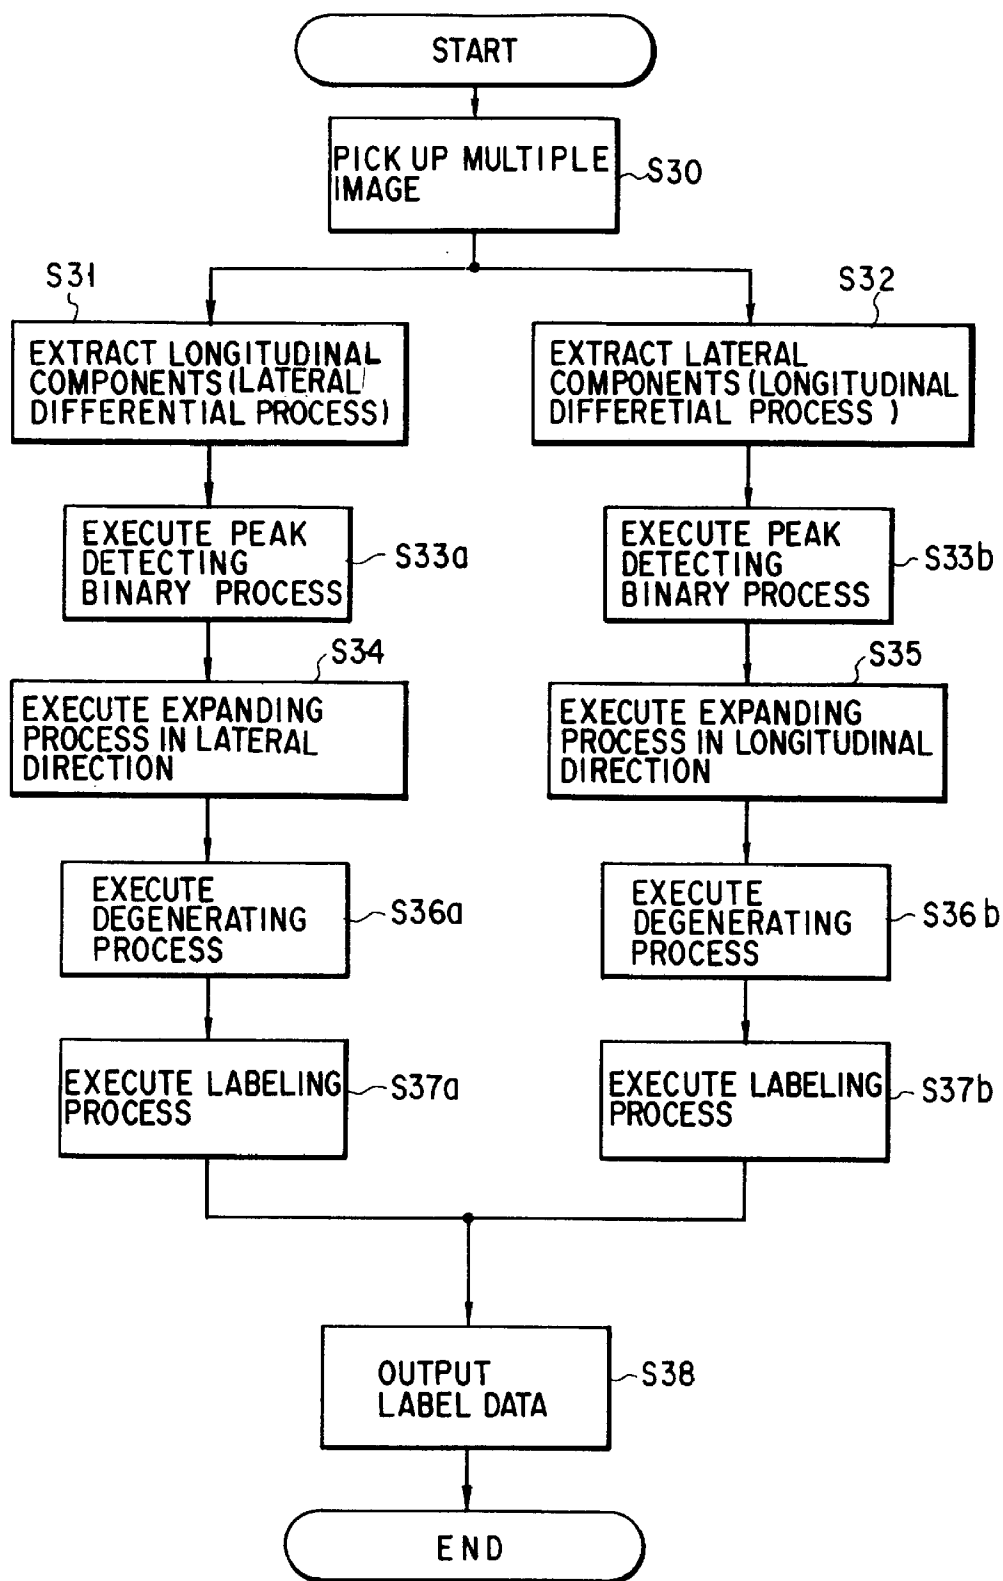 START
PICK UP MULTIPLE
IMAGE
S30
S31
EXTRACT LONGITUDINAL
COMPONENTS (LATERAL
DIFFERENTIAL PROCESS)
S32
EXTRACT LATERAL
COMPONENTS (LONGITUDINAL
DIFFERETIAL PROCESS )
EXECUTE PEAK
DETECTING
BINARY PROCESS
S33a
EXECUTE PEAK
DETECTING
BINARY PROCESS
S33b
S34
EXECUTE EXPANDING
PROCESS IN LATERAL
DIRECTION
S35
EXECUTE EXPANDING
PROCESS IN LONGITUDINAL
DIRECTION
EXECUTE
DEGENERATING
PROCESS
S36a
EXECUTE
DEGENERATING
PROCESS
S36b
EXECUTE LABELING
PROCESS
S37a
EXECUTE LABELING
PROCESS
S37b
OUTPUT
LABEL DATA
S38
END